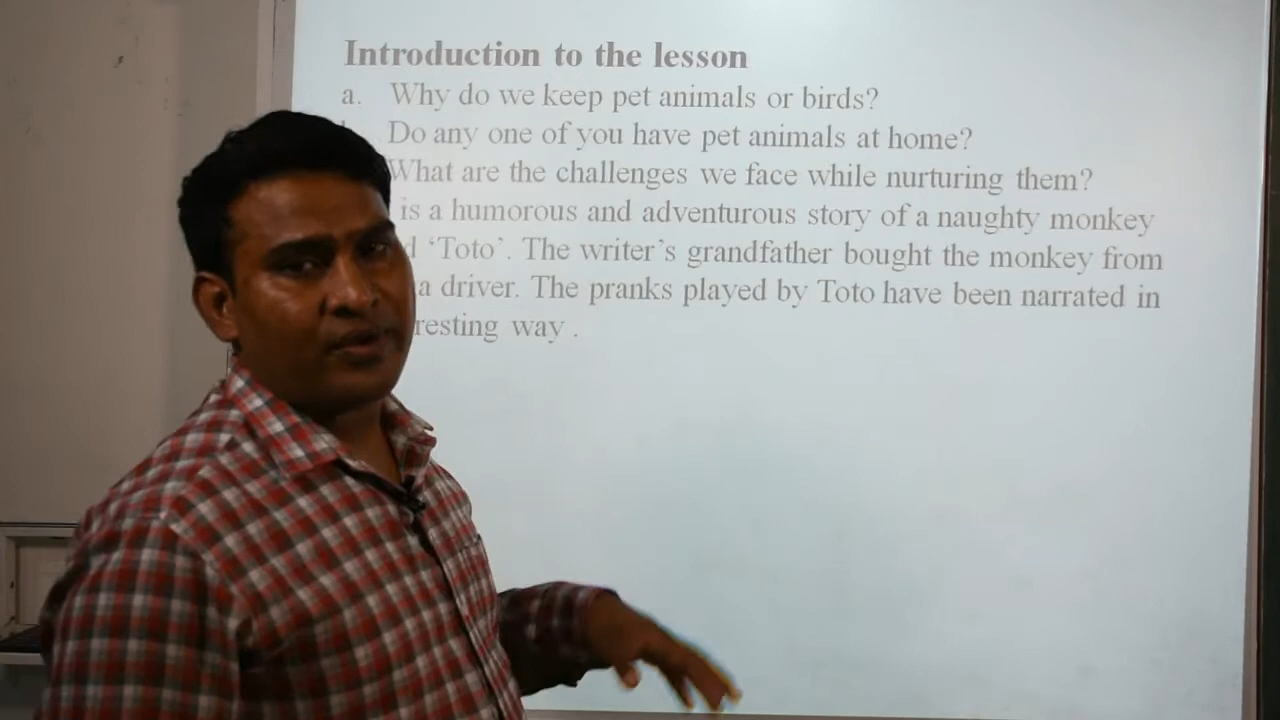 Introduction to the lesson
a. Why do we keep pet animals or birds?
Do any one of you have pet animals at home?
What are the challenges we face while nurturing them?
is a humorous and adventurous story of a naughty monkey
‘Toto’. The writer’s grandfather bought the monkey from
a driver. The pranks played by Toto have been narrated in
resting way .